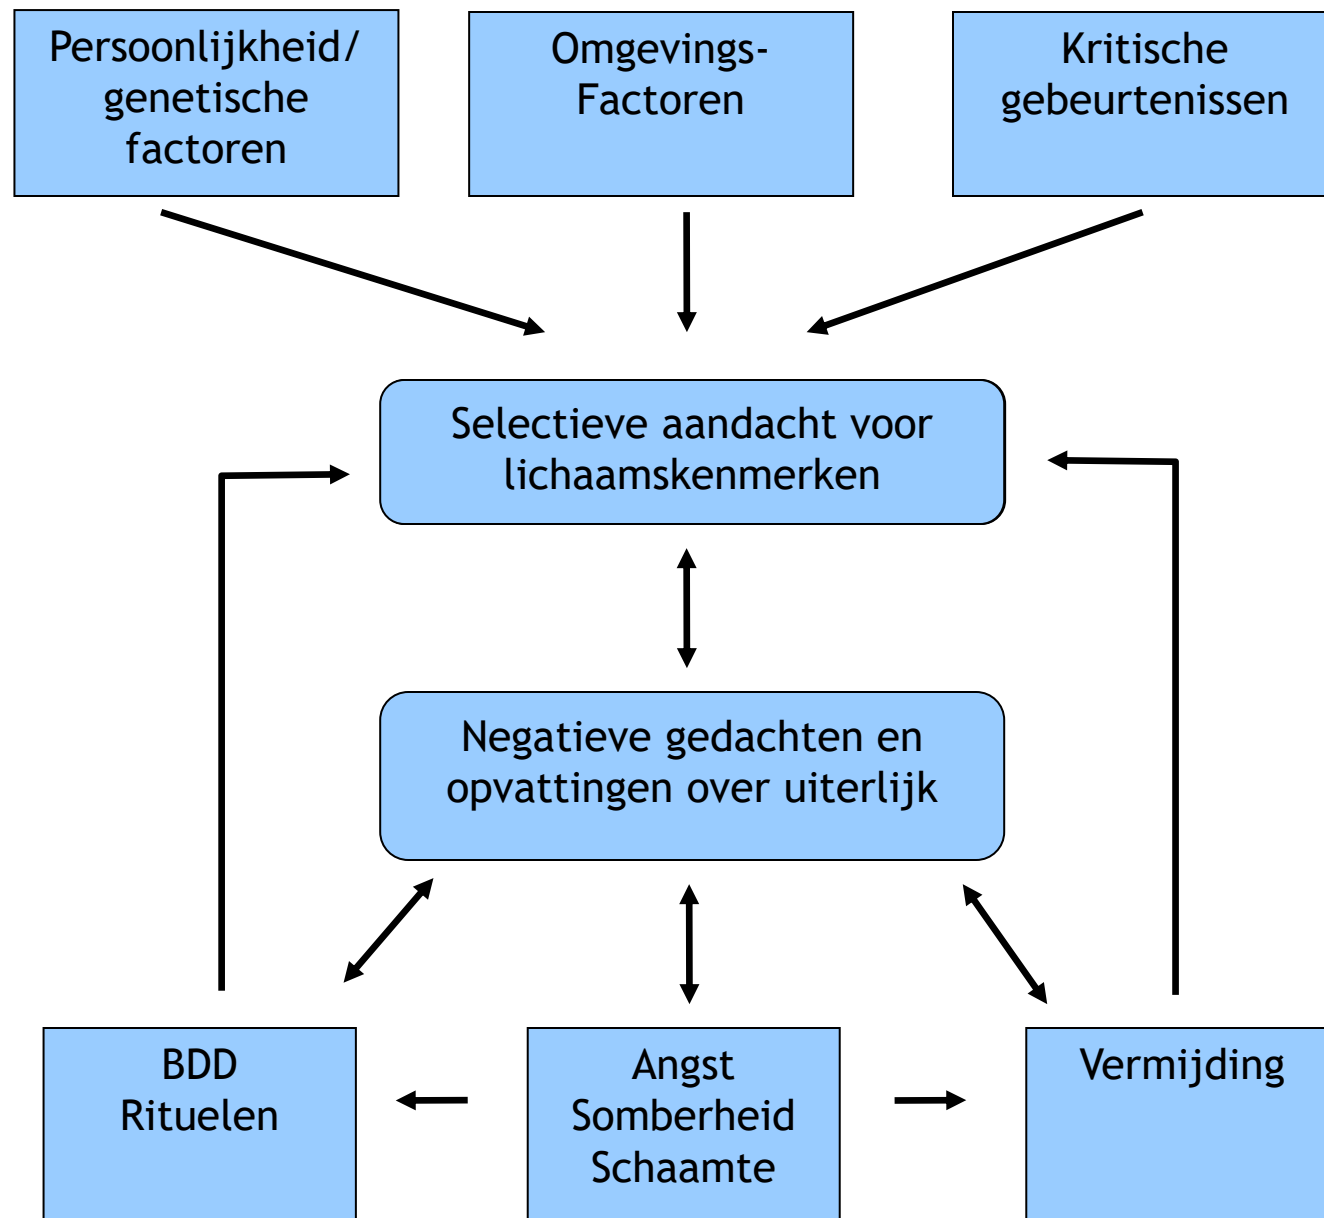 Persoonlijkheid/
genetische
factoren
Omgevings-
Factoren
Kritische
gebeurtenissen
Selectieve aandacht voor
lichaamskenmerken
Negatieve gedachten en
opvattingen over uiterlijk
BDD
Rituelen
Angst
Somberheid
Schaamte
Vermijding